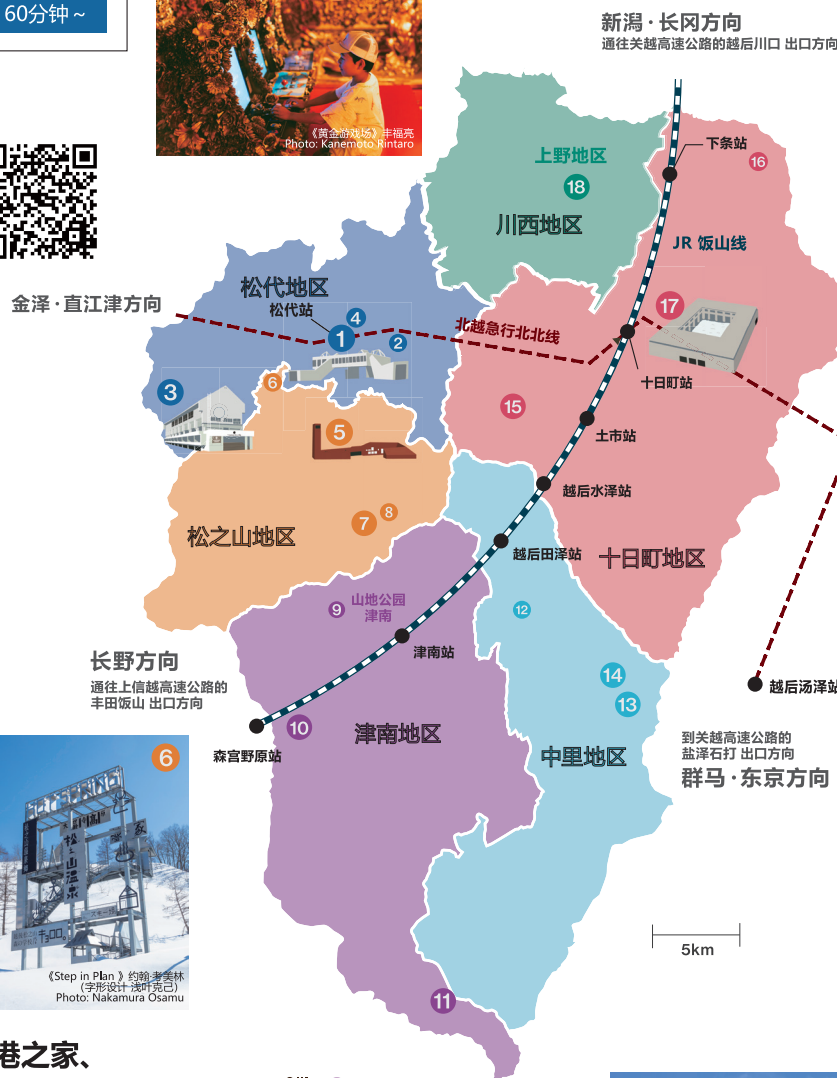 60分钟 ~
《黄金游戏场》丰福亮
Photo: Kanemoto Rintaro
新潟·长冈方向
通往关越高速公路的越后川口 出口方向
下条站
16
上野地区
18
川西地区
JR 饭山线
松代地区
松代站
金泽·直江津方向
4
1
2
北越急行北北线
17
3
6
十日町站
15
5
土市站
越后水泽站
7
8
松之山地区
越后田泽站
十日町地区
9
山地公园
津南
12
津南站
长野方向
通往上信越高速公路的
丰田饭山 出口方向
14
13
越后汤泽站
10
森宫野原站
津南地区
中里地区
到关越高速公路的
盐泽石打 出口方向
群马·东京方向
6
松之山温泉
《Step in Plan 》约翰·考美林
(字形设计 浅叶克己)
Photo: Nakamura Osamu
5km
11
港之家、